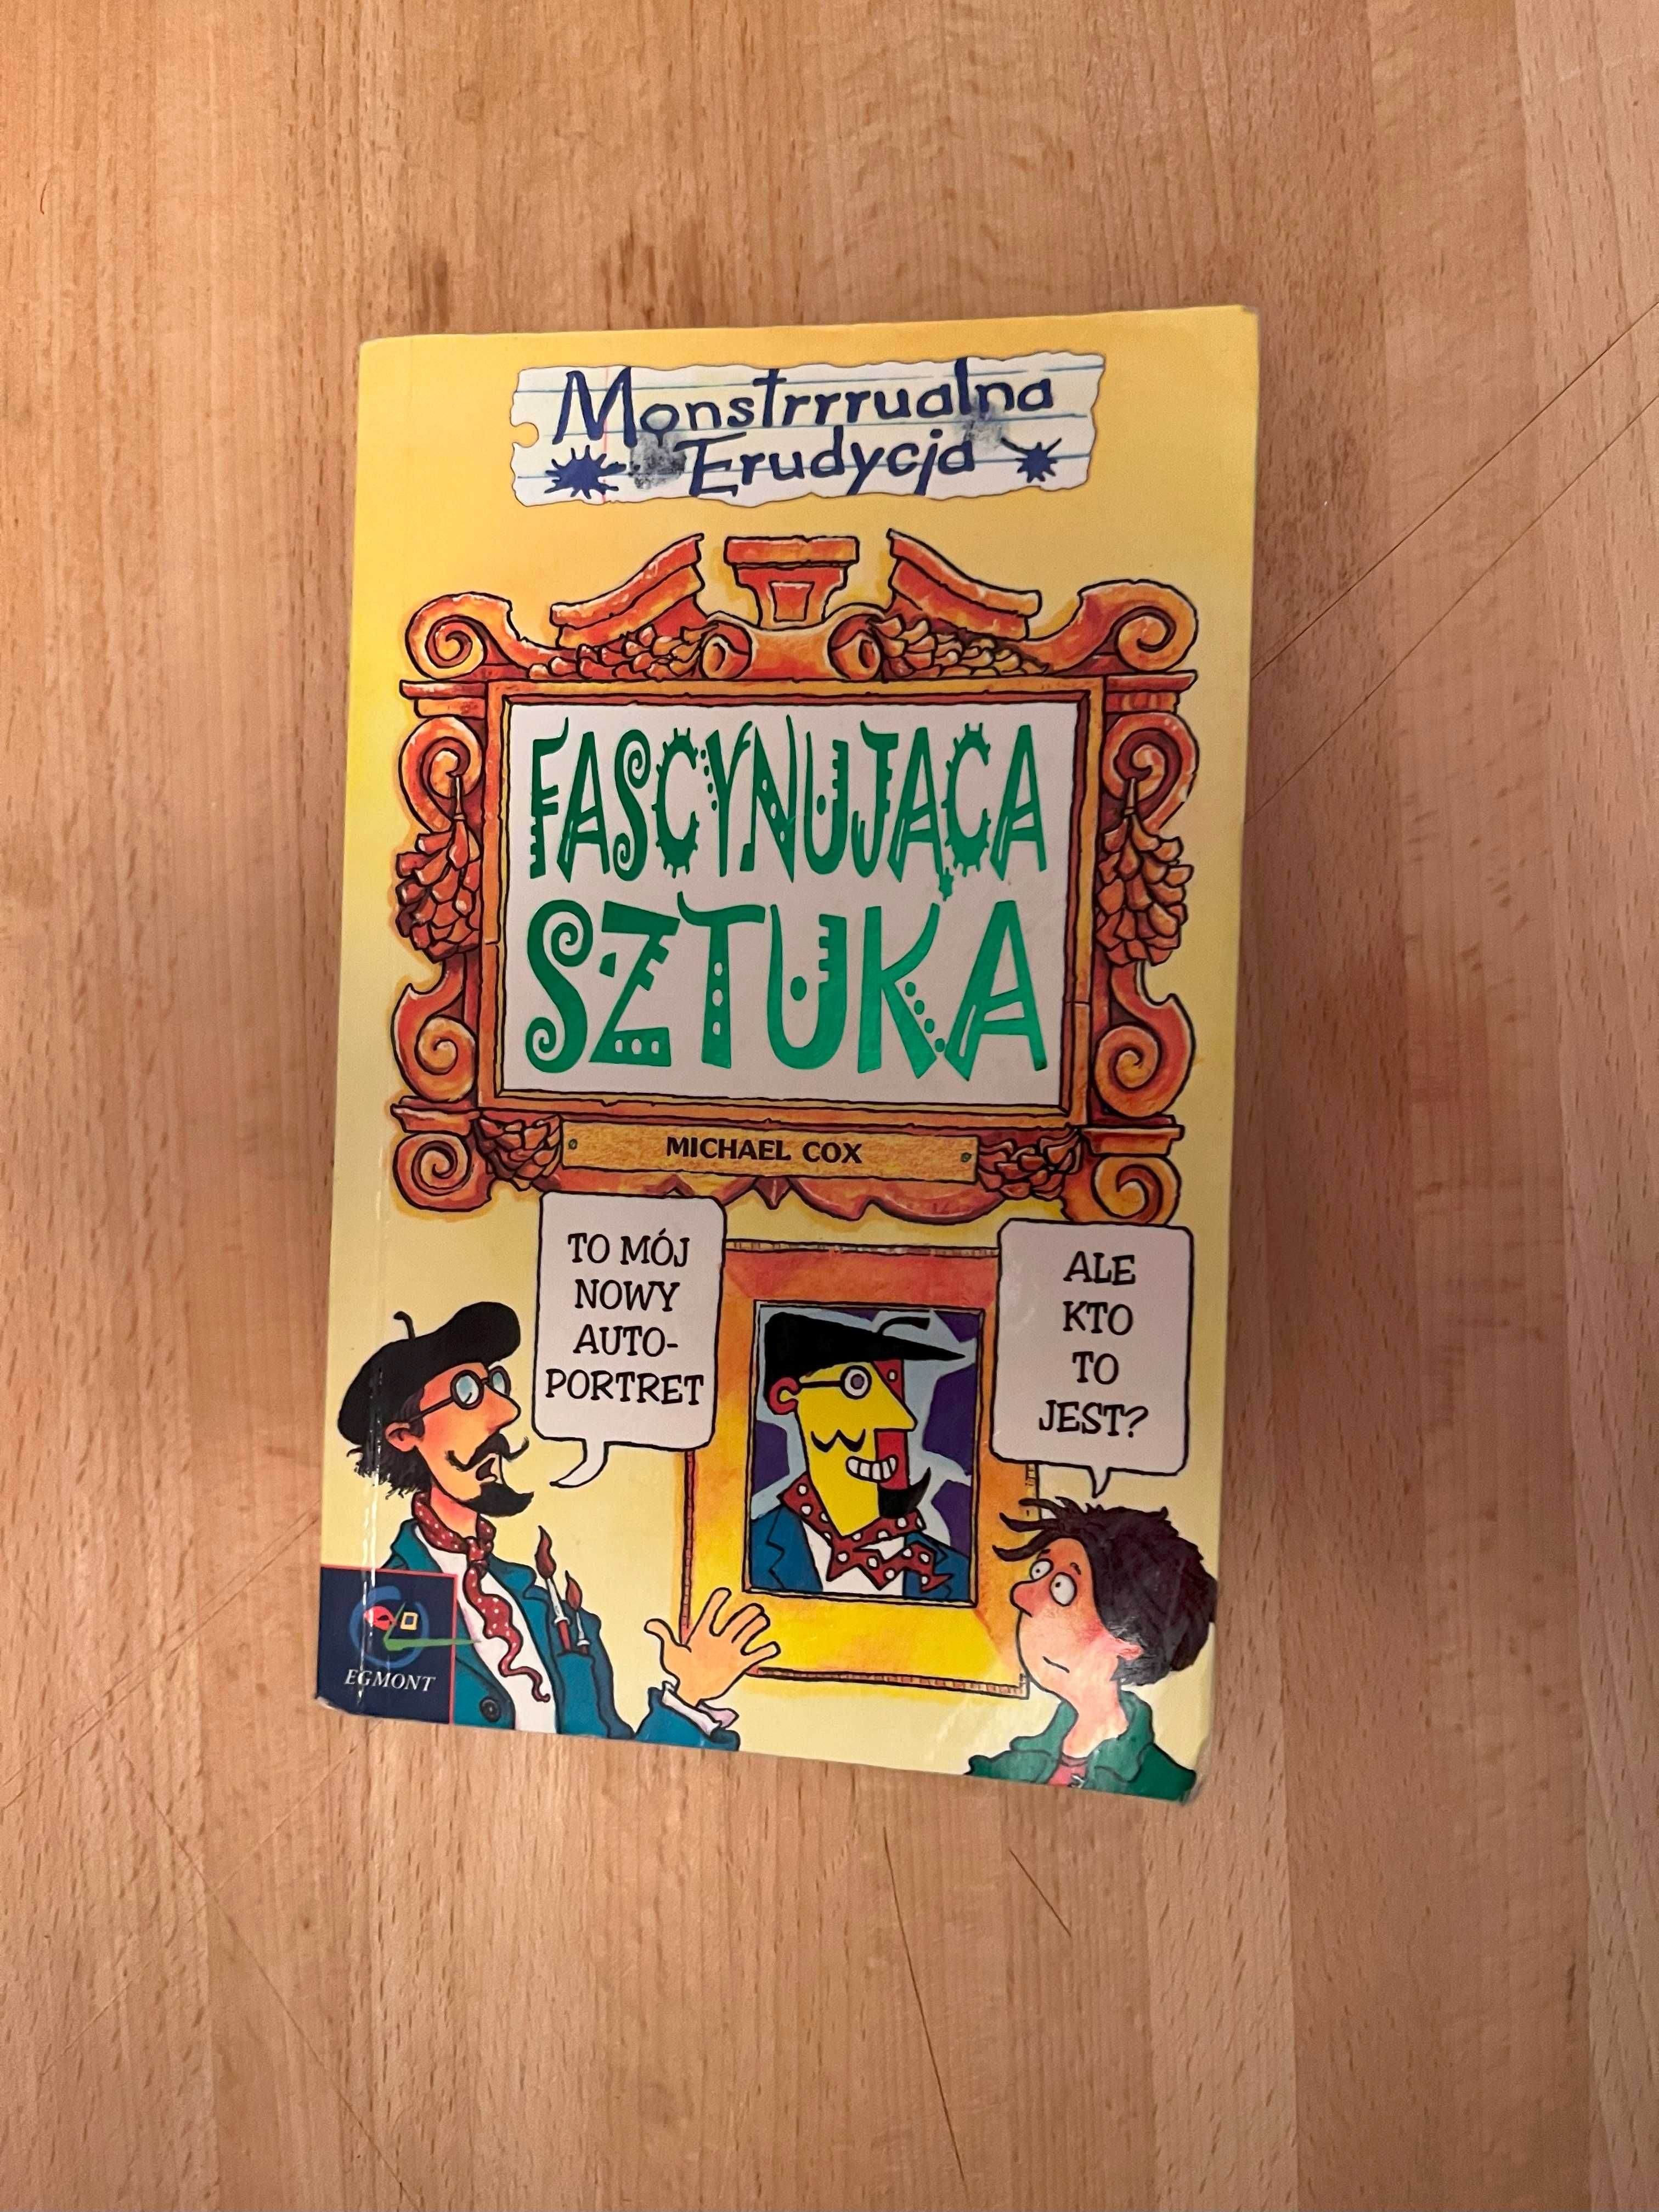 Monstrrrualna
Erudycja
FASCYNUJĄCA
SZTUKA
MICHAEL COX
TO MÓJ
NOWY
AUTO-
PORTRET
ALE
KTO
TO
JEST?
EGMONT